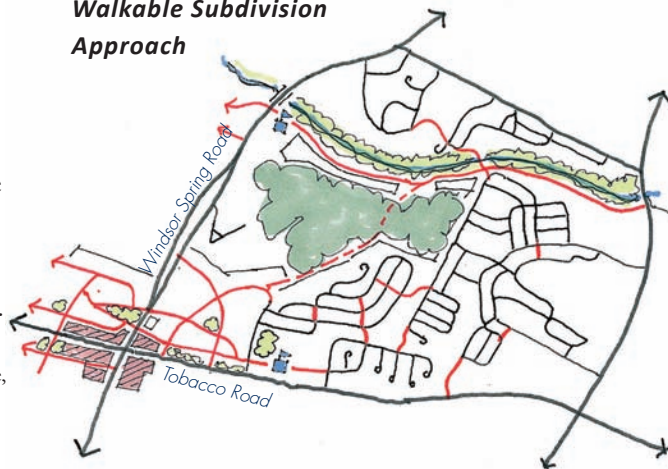 Walkable Subdivision
Approach
Windsor Spring Road
Tobacco Road